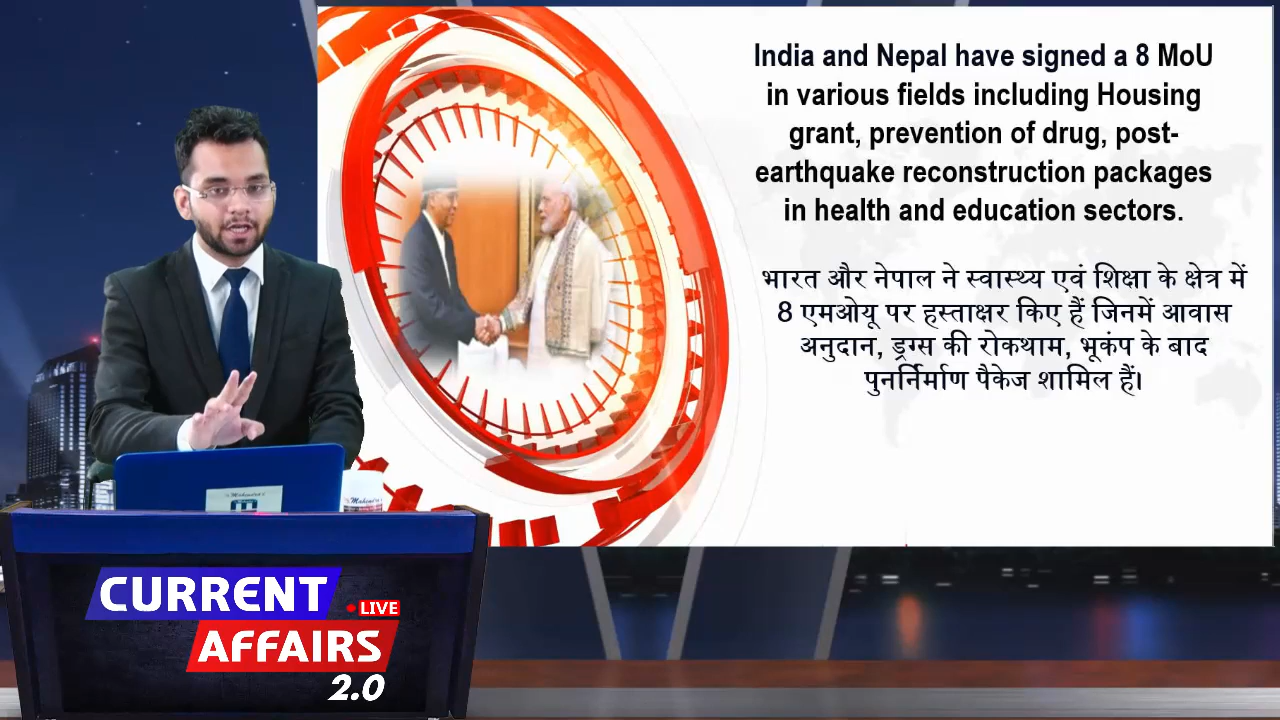 India and Nepal have signed a 8 MoU
in various fields including Housing
grant, prevention of drug, post-
earthquake reconstruction packages
in health and education sectors.
भारत और नेपाल ने स्वास्थ्य एवं शिक्षा के क्षेत्र में
8 एमओयू पर हस्ताक्षर किए हैं जिनमें आवास
अनुदान, ड्रग्स की रोकथाम, भूकंप के बाद
पुनर्निर्माण पैकेज शामिल हैं।
Mahendra's
Mahendra's
CURRENT
LIVE
AFFAIRS
2.0